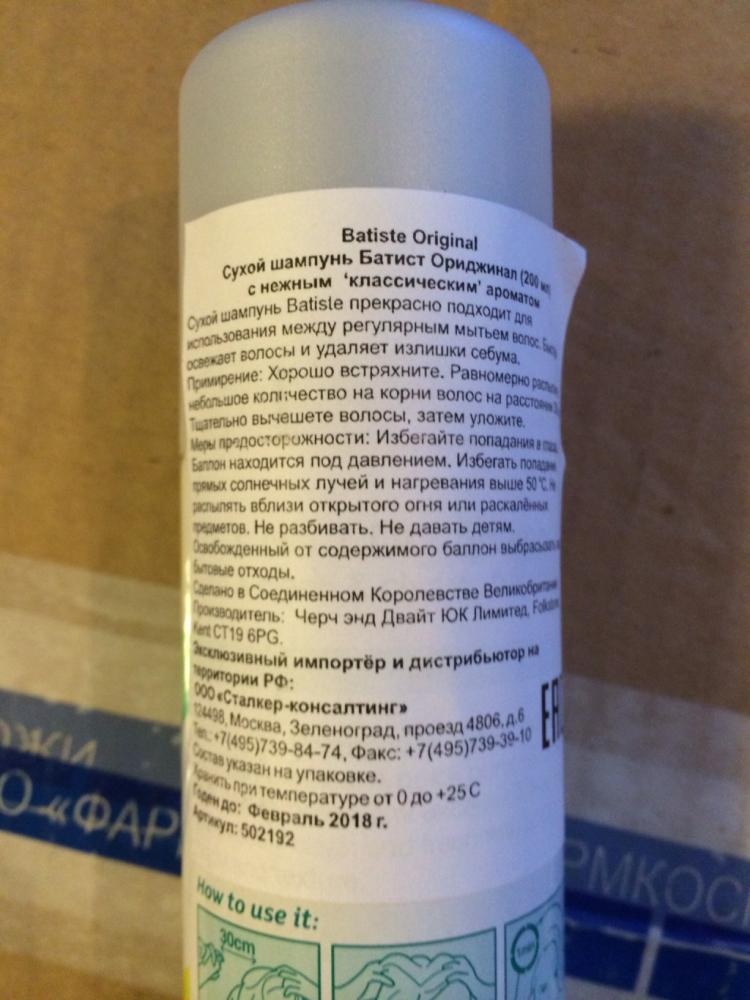 Batiste Original
Сухой шампунь Батист Ориджинал (200 мл)
с нежным 'классическим' ароматом
Сухой шампунь Batiste прекрасно подходит для
использования между регулярным мытьем волос.
освежает волосы и удаляет излишки себума.
Примирение: Хорошо встряхните. Равномерно
небольшое количество на корни волос на расстоянии
Тщательно вычешете волосы, затем уложите.
Меры предосторожности: Избегайте попадания в глаза.
Баллон находится под давлением. Избегать
прямых солнечных лучей и нагревания выше 50 °C. Не
распылять вблизи открытого огня или раскалённых
предметов. Не разбивать. Не давать детям.
Освобожденный от содержимого баллон
бытовые отходы.
Сделано в Соединенном Королевстве Великобритании
Производитель: Черч энд Двайт ЮК Лимитед,
Kent CT19 6PG.
Эксклюзивный импортёр и дистрибьютор на
территории РФ:
ООО «Сталкер-консалтинг»
124498, Москва, Зеленоград, проезд 4806, д.6
Тел.: +7(495)739-84-74, Факс: +7(495)739-39-10
Состав указан на упаковке.
Хранить при температуре от 0 до +25 С
Годен до: Февраль 2018 г.
Артикул: 502192
How to use it:
30cm